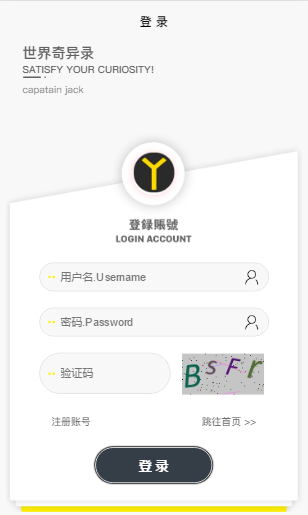 登 录
世界奇异录
SATISFY YOUR CURIOSITY!
capatain jack
Y
登録賬號
LOGIN ACCOUNT
用户名.Username
密码.Password
验证码
BSFr
注册账号 跳往首页 >>
登 录